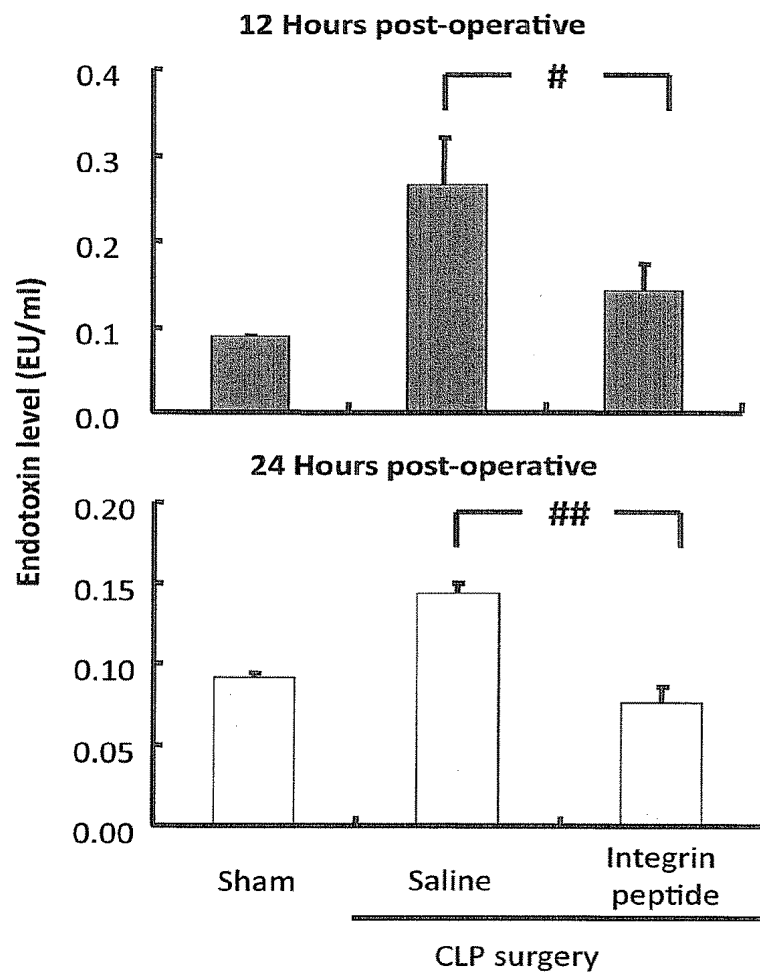 12 Hours post-operative
0.4
#
0.3
0.2
0.1
0.0
Endotoxin level (EU/ml)
24 Hours post-operative
0.20
##
0.15
0.10
0.05
0.00
Sham
Saline
Integrin
peptide
CLP surgery